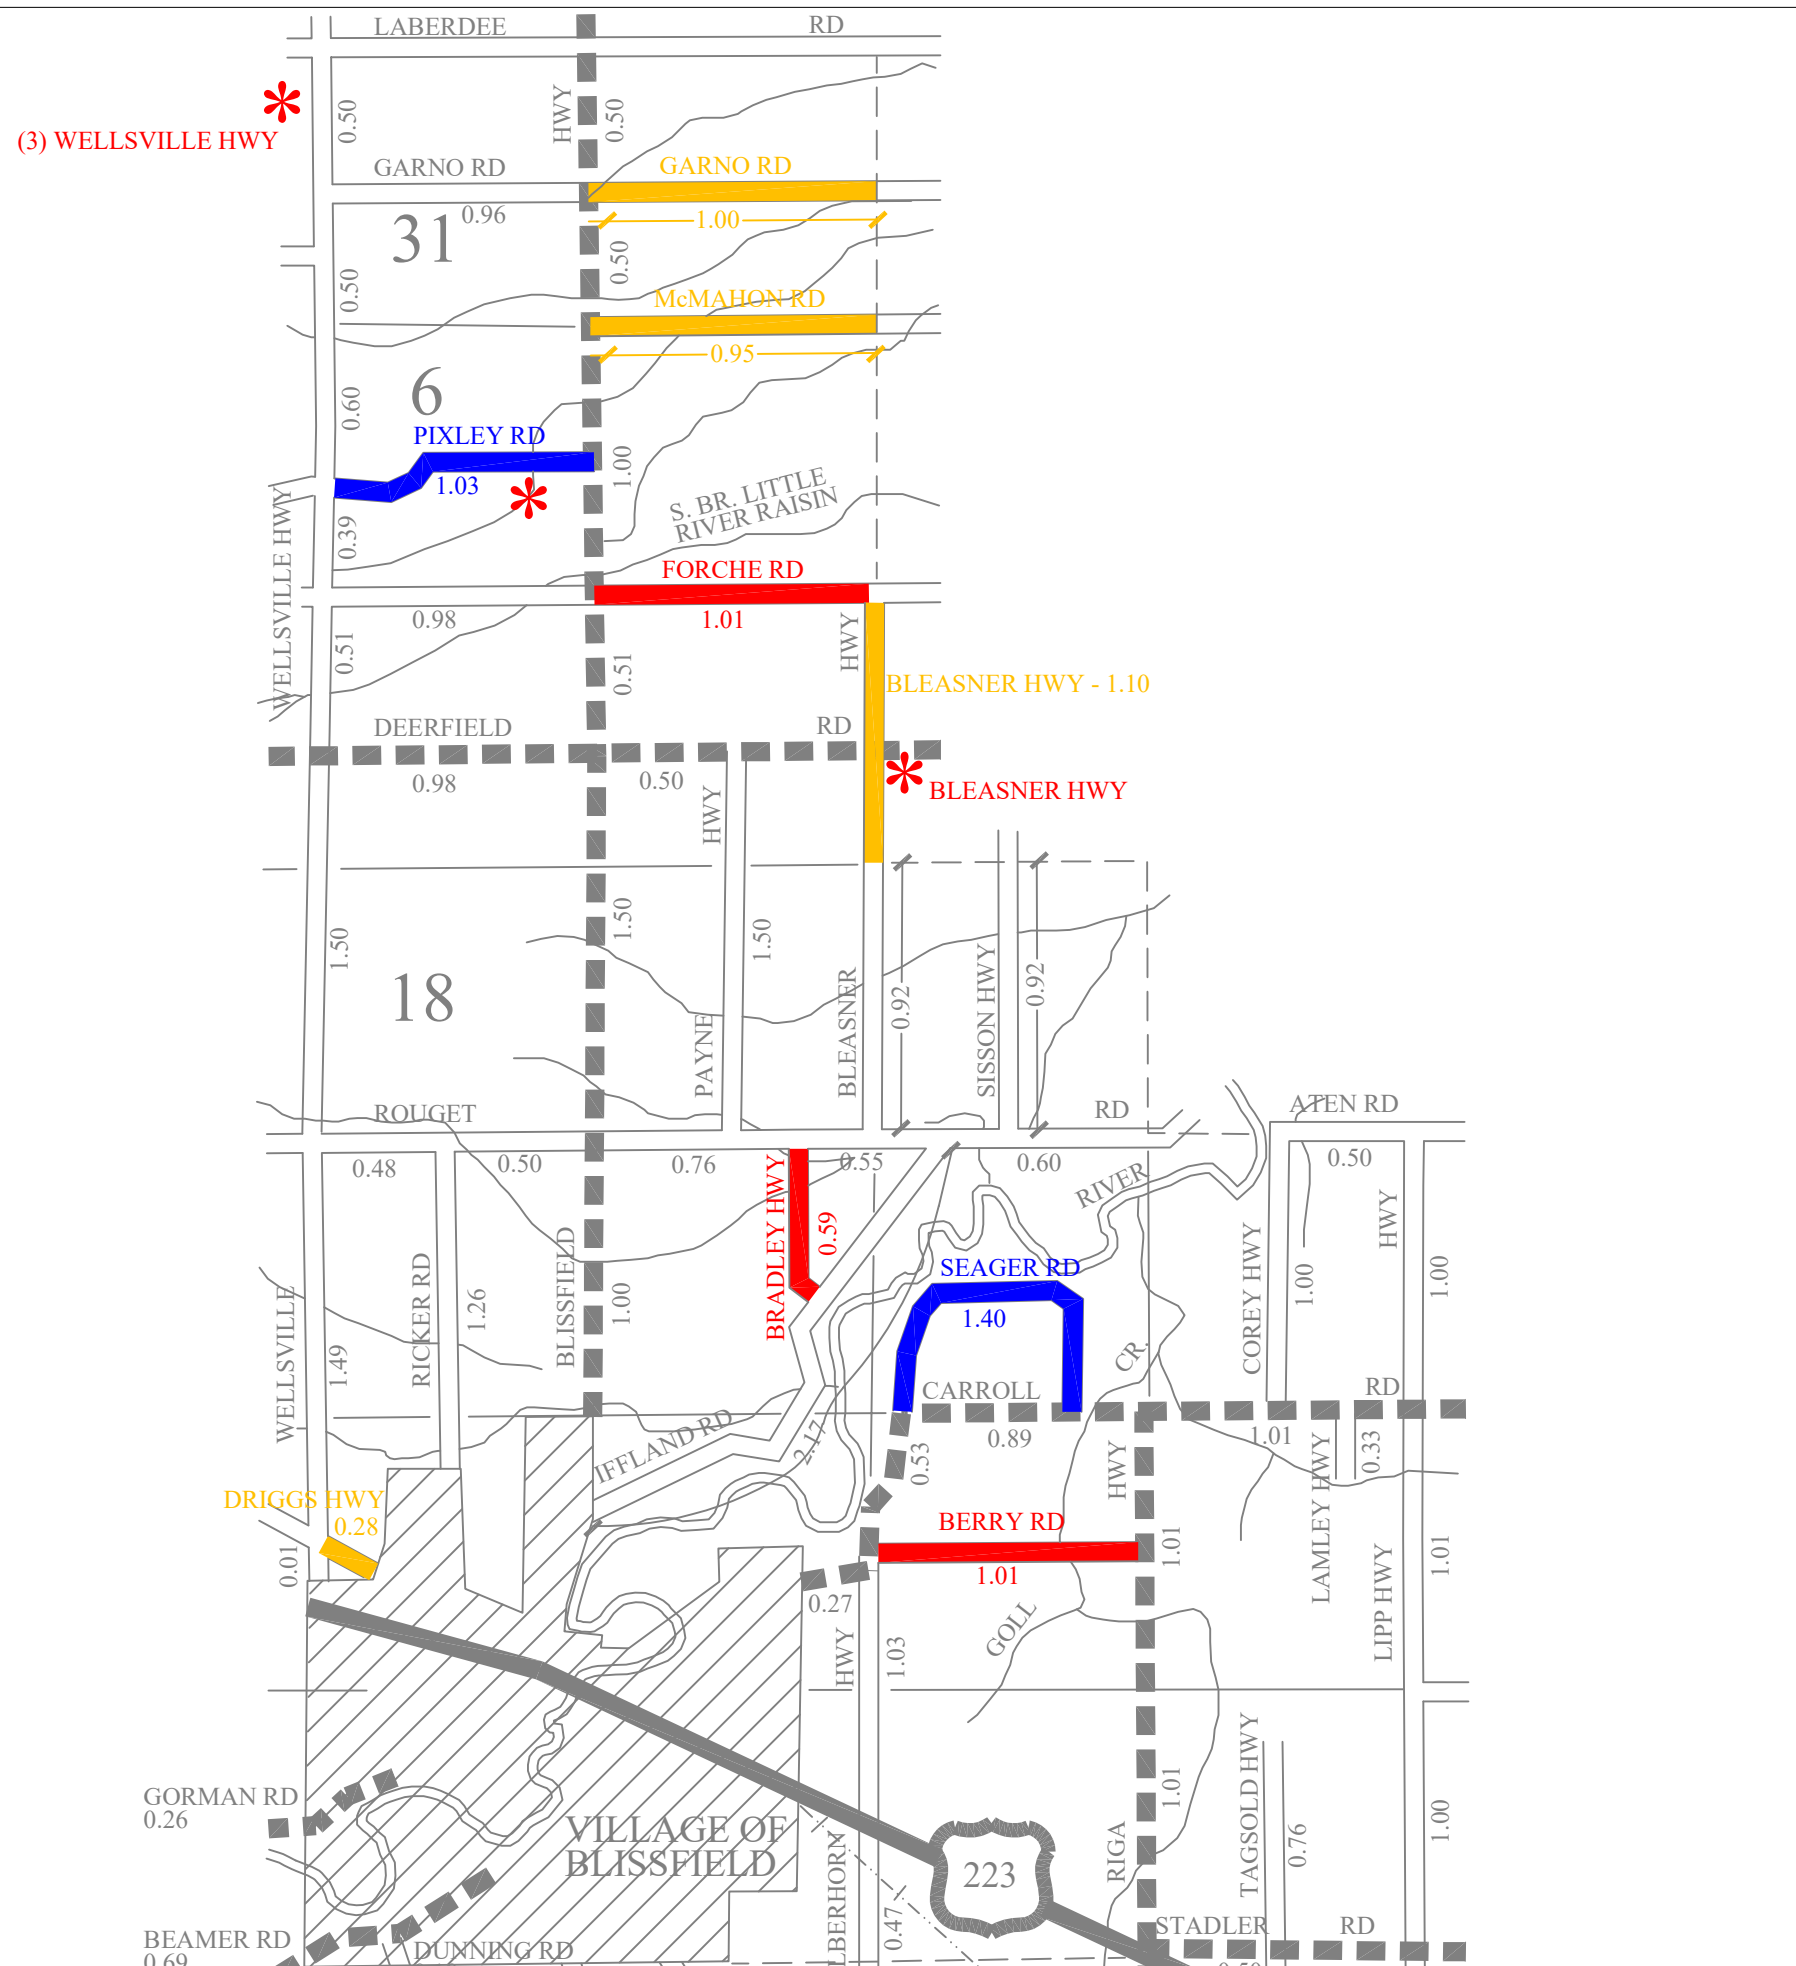 LABERDEE RD
HWY
0.50
0.50
(3) WELLSVILLE HWY
GARNO RD
GARNO RD
0.96
1.00
31
0.50
0.50
McMAHON RD
0.95
6
0.60
PIXLEY RD
1.03
1.00
S. BR. LITTLE
RIVER RAISIN
WELLSVILLE HWY
0.39
FORCHE RD
0.98
1.01
HWY
0.51
0.51
BLEASNER HWY - 1.10
DEERFIELD RD
0.98
0.50
BLEASNER HWY
HWY
1.50
1.50
1.50
18
PAYNE
BLEASNER
0.92
SISSON HWY
0.92
ROUGET RD
ATEN RD
0.48
0.50
0.76
0.55
0.60
0.50
RIVER
BRADLEY HWY
0.59
HWY
COREY HWY
1.00
1.00
SEAGER RD
1.40
WELLSVILLE
1.49
RICKER RD
1.26
BLISSFIELD
1.00
CR.
CARROLL RD
0.89
1.01
IFFLAND RD
2.17
0.53
HWY
LAMLEY HWY
0.33
DRIGGS HWY
0.28
0.01
BERRY RD
1.01
1.01
1.01
LIPP HWY
0.27
GOLL
HWY
1.03
GORMAN RD
0.26
VILLAGE OF
BLISSFIELD
223
RIGA
1.01
TAGSOLD HWY
0.76
1.00
LBERHORN
0.47
BEAMER RD
0.69
DUNNING RD
STADLER RD
0.50